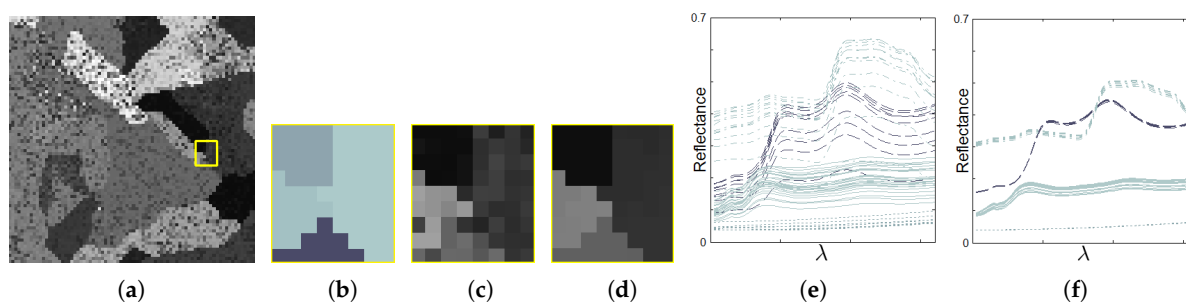 0.7
Reflectance
0
λ
0.7
Reflectance
0
λ
(a)
(b)
(c)
(d)
(e)
(f)